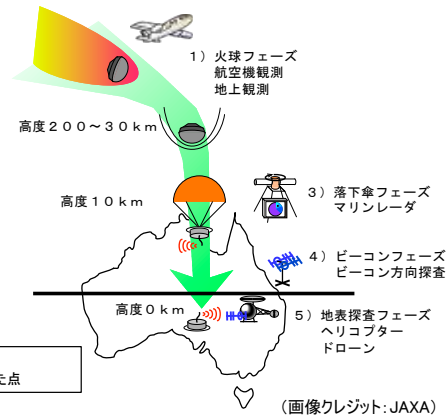 1）火球フェーズ
航空機観測
地上観測
高度200～30km
高度10km
3）落下傘フェーズ
マリンレーダ
4）ビーコンフェーズ
ビーコン方向探査
高度0km
5）地表探査フェーズ
ヘリコプター
ドローン
た点
（画像クレジット：JAXA）